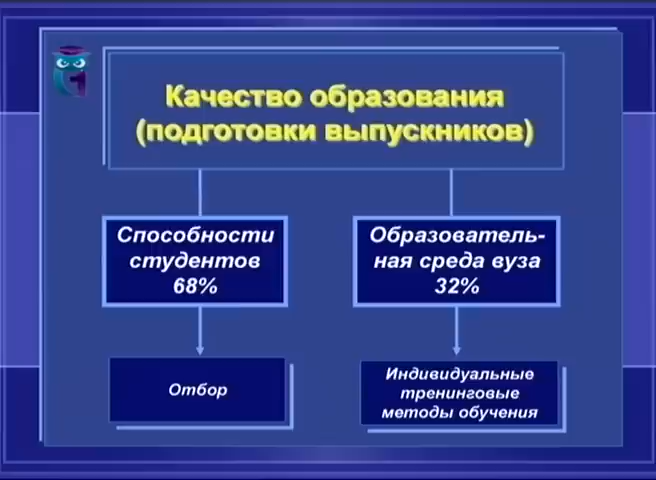 Качество образования
(подготовки выпускников)
Способности
студентов
68%
Образователь-
ная среда вуза
32%
Отбор
Индивидуальные
тренинговые
методы обучения